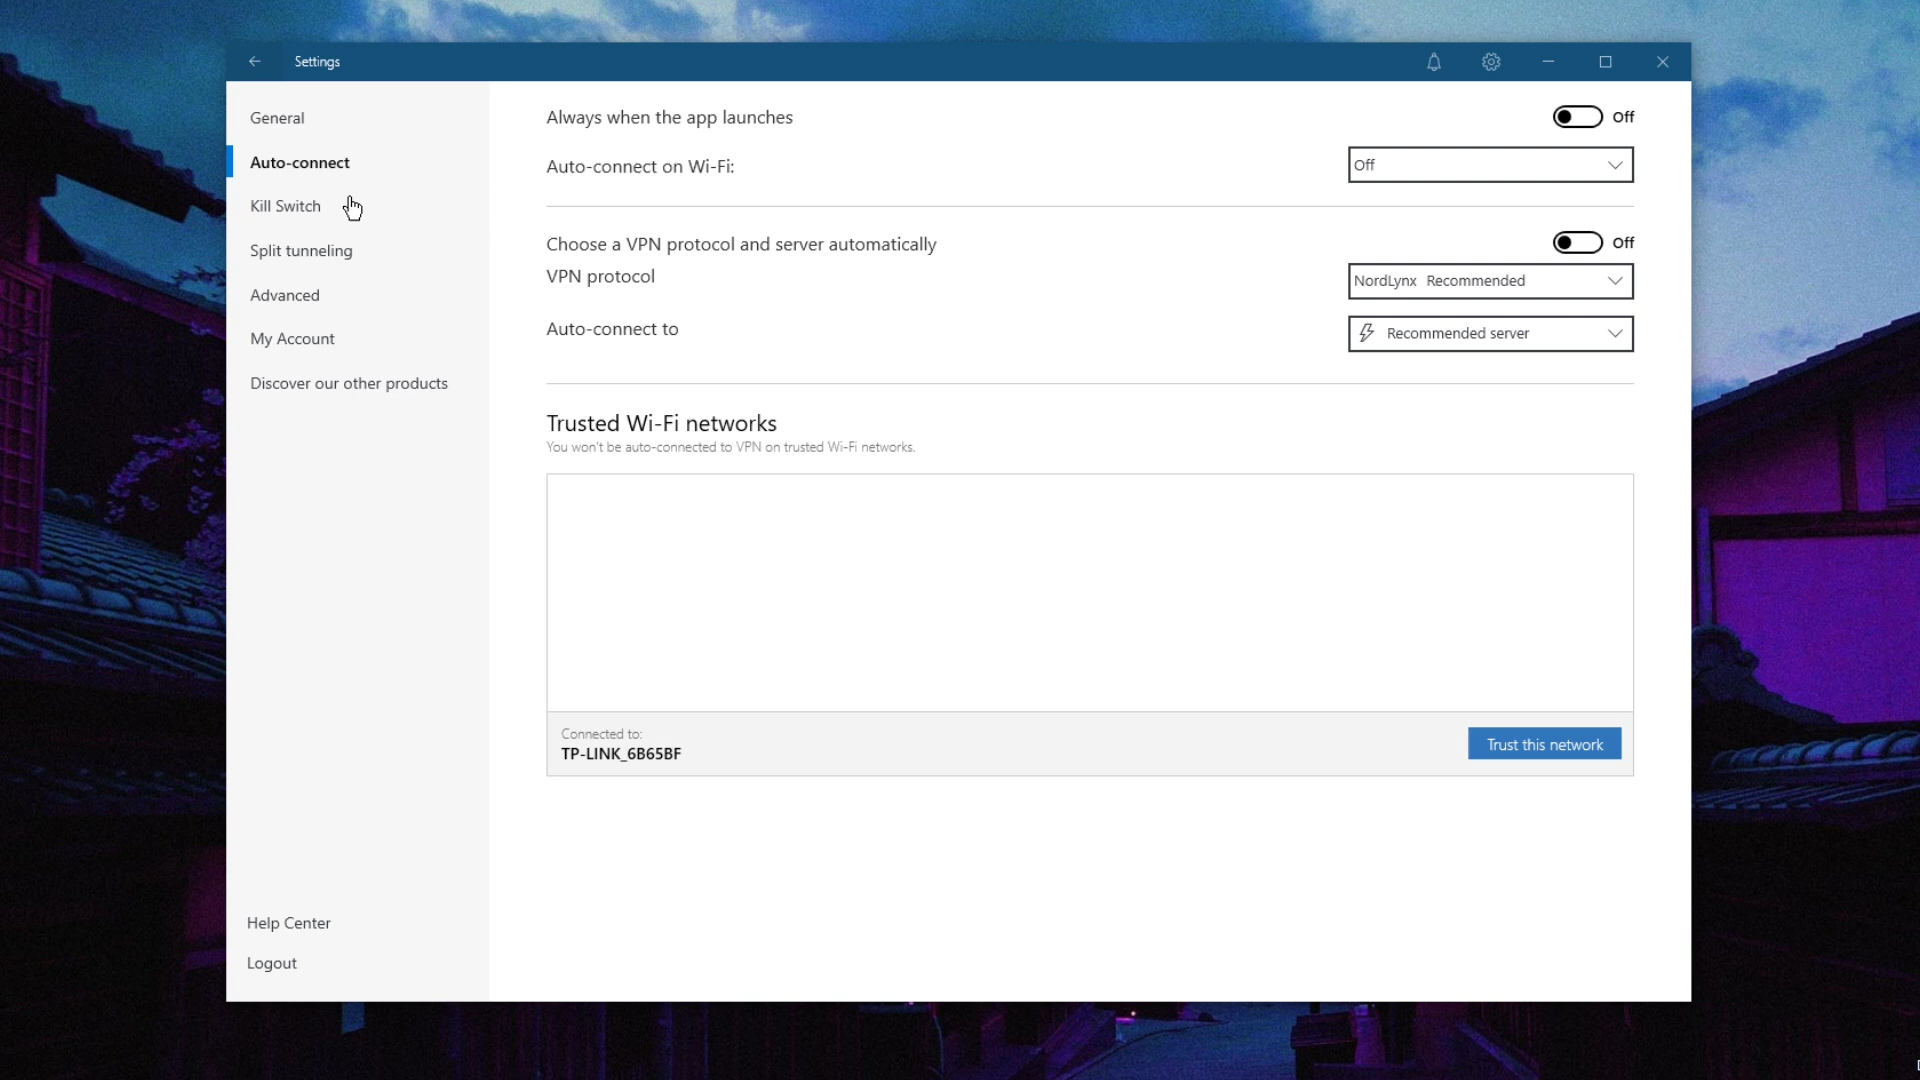 Settings
General
Auto-connect
Kill Switch
Split tunneling
Advanced
My Account
Discover our other products
Help Center
Logout
Always when the app launches Off
Auto-connect on Wi-Fi: Off
Choose a VPN protocol and server automatically Off
VPN protocol NordLynx Recommended
Auto-connect to Recommended server
Trusted Wi-Fi networks
You won't be auto-connected to VPN on trusted Wi-Fi networks.
Connected to:
TP-LINK_6B65BF
Trust this network